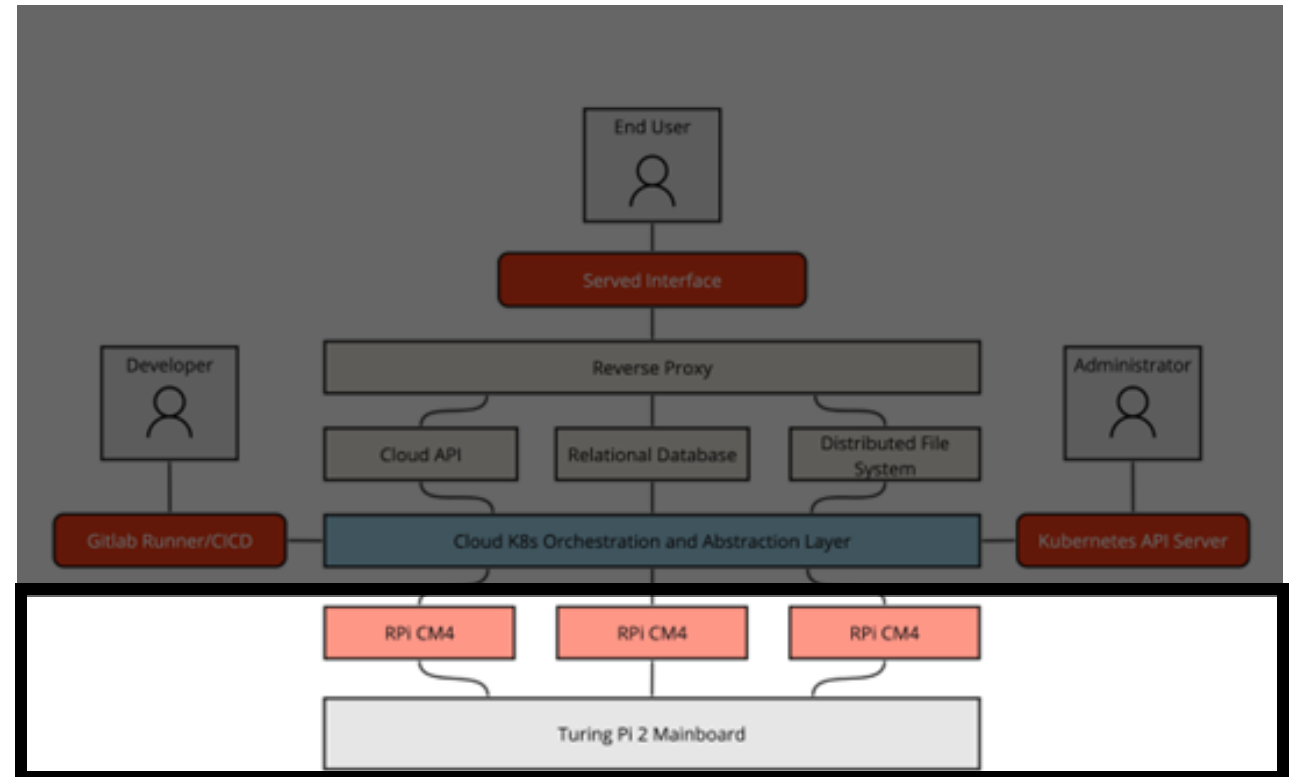 End User
Served Interface
Developer
Reverse Proxy
Administrator
Cloud API
Relational Database
Distributed File
System
Gitlab Runner/CICD
Cloud K8s Orchestration and Abstraction Layer
Kubernetes API Server
RPi CM4
RPi CM4
RPi CM4
Turing Pi 2 Mainboard